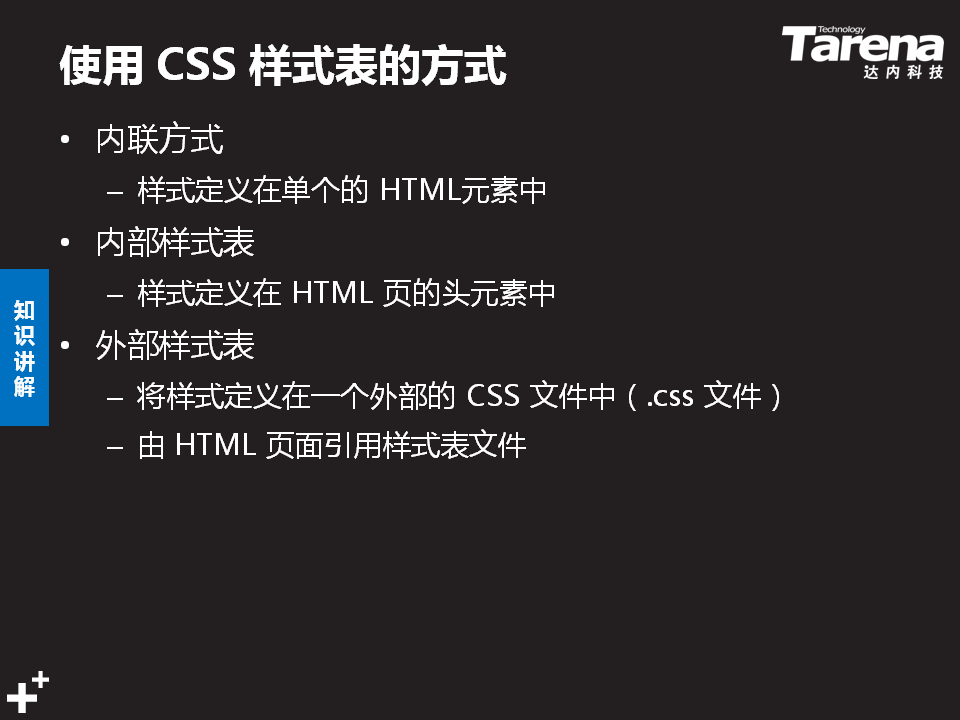 使用 CSS 样式表的方式
Technology
Tarena
达内科技
• 内联方式
– 样式定义在单个的 HTML元素中
• 内部样式表
– 样式定义在 HTML 页的头元素中
• 外部样式表
– 将样式定义在一个外部的 CSS 文件中（.css 文件）
– 由 HTML 页面引用样式表文件
知识讲解